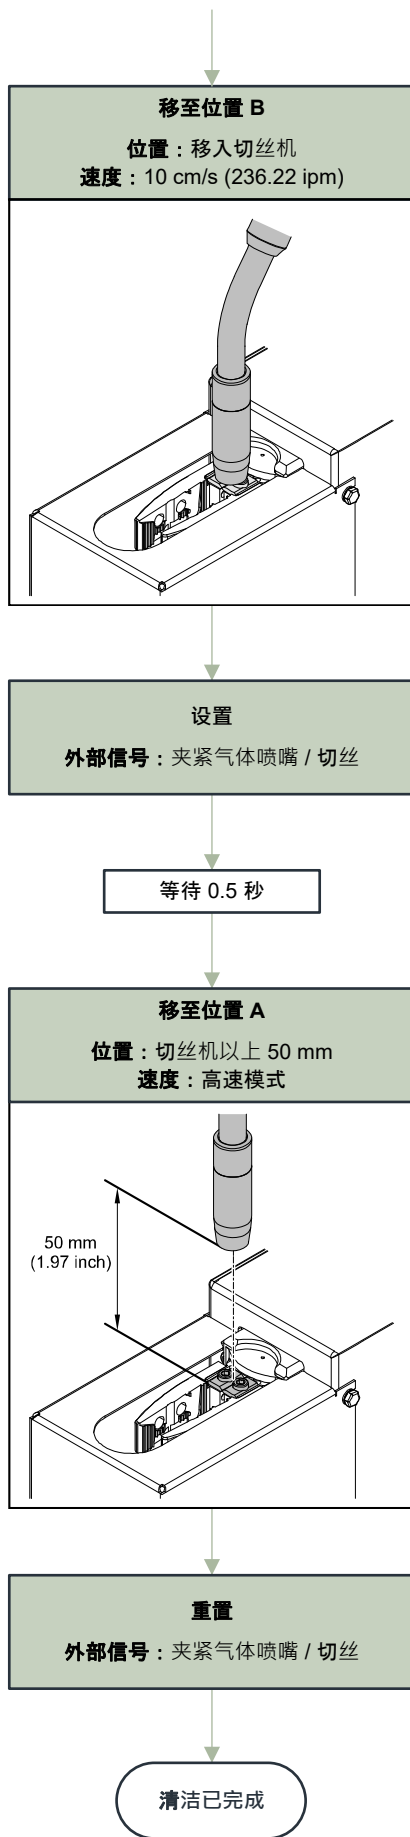 移至位置 B
位置：移入切丝机
速度：10 cm/s (236.22 ipm)
设置
外部信号：夹紧气体喷嘴 / 切丝
等待 0.5 秒
移至位置 A
位置：切丝机以上 50 mm
速度：高速模式
50 mm
(1.97 inch)
重置
外部信号：夹紧气体喷嘴 / 切丝
清洁已完成